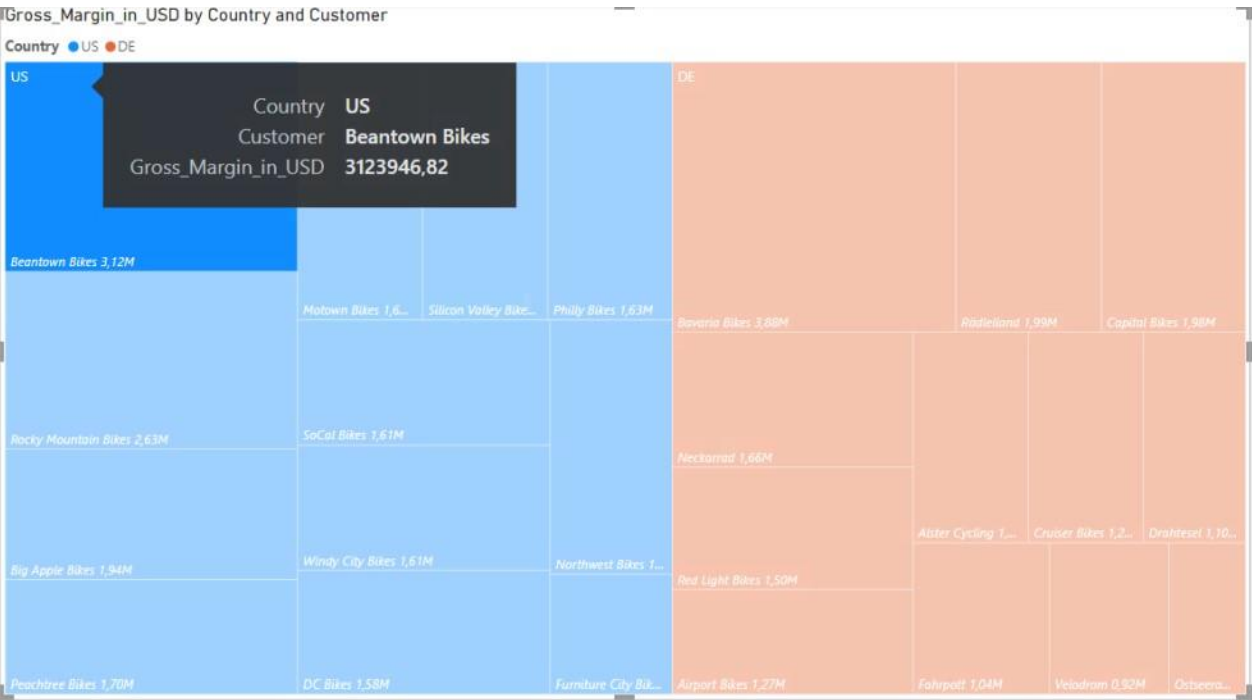 Gross_Margin_in_USD by Country and Customer
Country US DE
US
Country US
Customer Beantown Bikes
Gross_Margin_in_USD 3123946,82
Beantown Bikes 3,12M
Rocky Mountain Bikes 2,63M
Big Apple Bikes 1,94M
Peachtree Bikes 1,70M
Motown Bikes 1,6...
Silicon Valley Bike...
Philly Bikes 1,63M
SoCal Bikes 1,61M
Windy City Bikes 1,61M
DC Bikes 1,58M
Northwest Bikes 1...
Furniture City Bik...
DE
Bavaria Bikes 3,88M
Rädleland 1,99M
Capital Bikes 1,98M
Neckarrad 1,66M
Red Light Bikes 1,50M
Airport Bikes 1,27M
Alster Cycling 1,...
Cruiser Bikes 1,2...
Drahtesel 1,10...
Fahrpott 1,04M
Velodrom 0,92M
Ostseera...